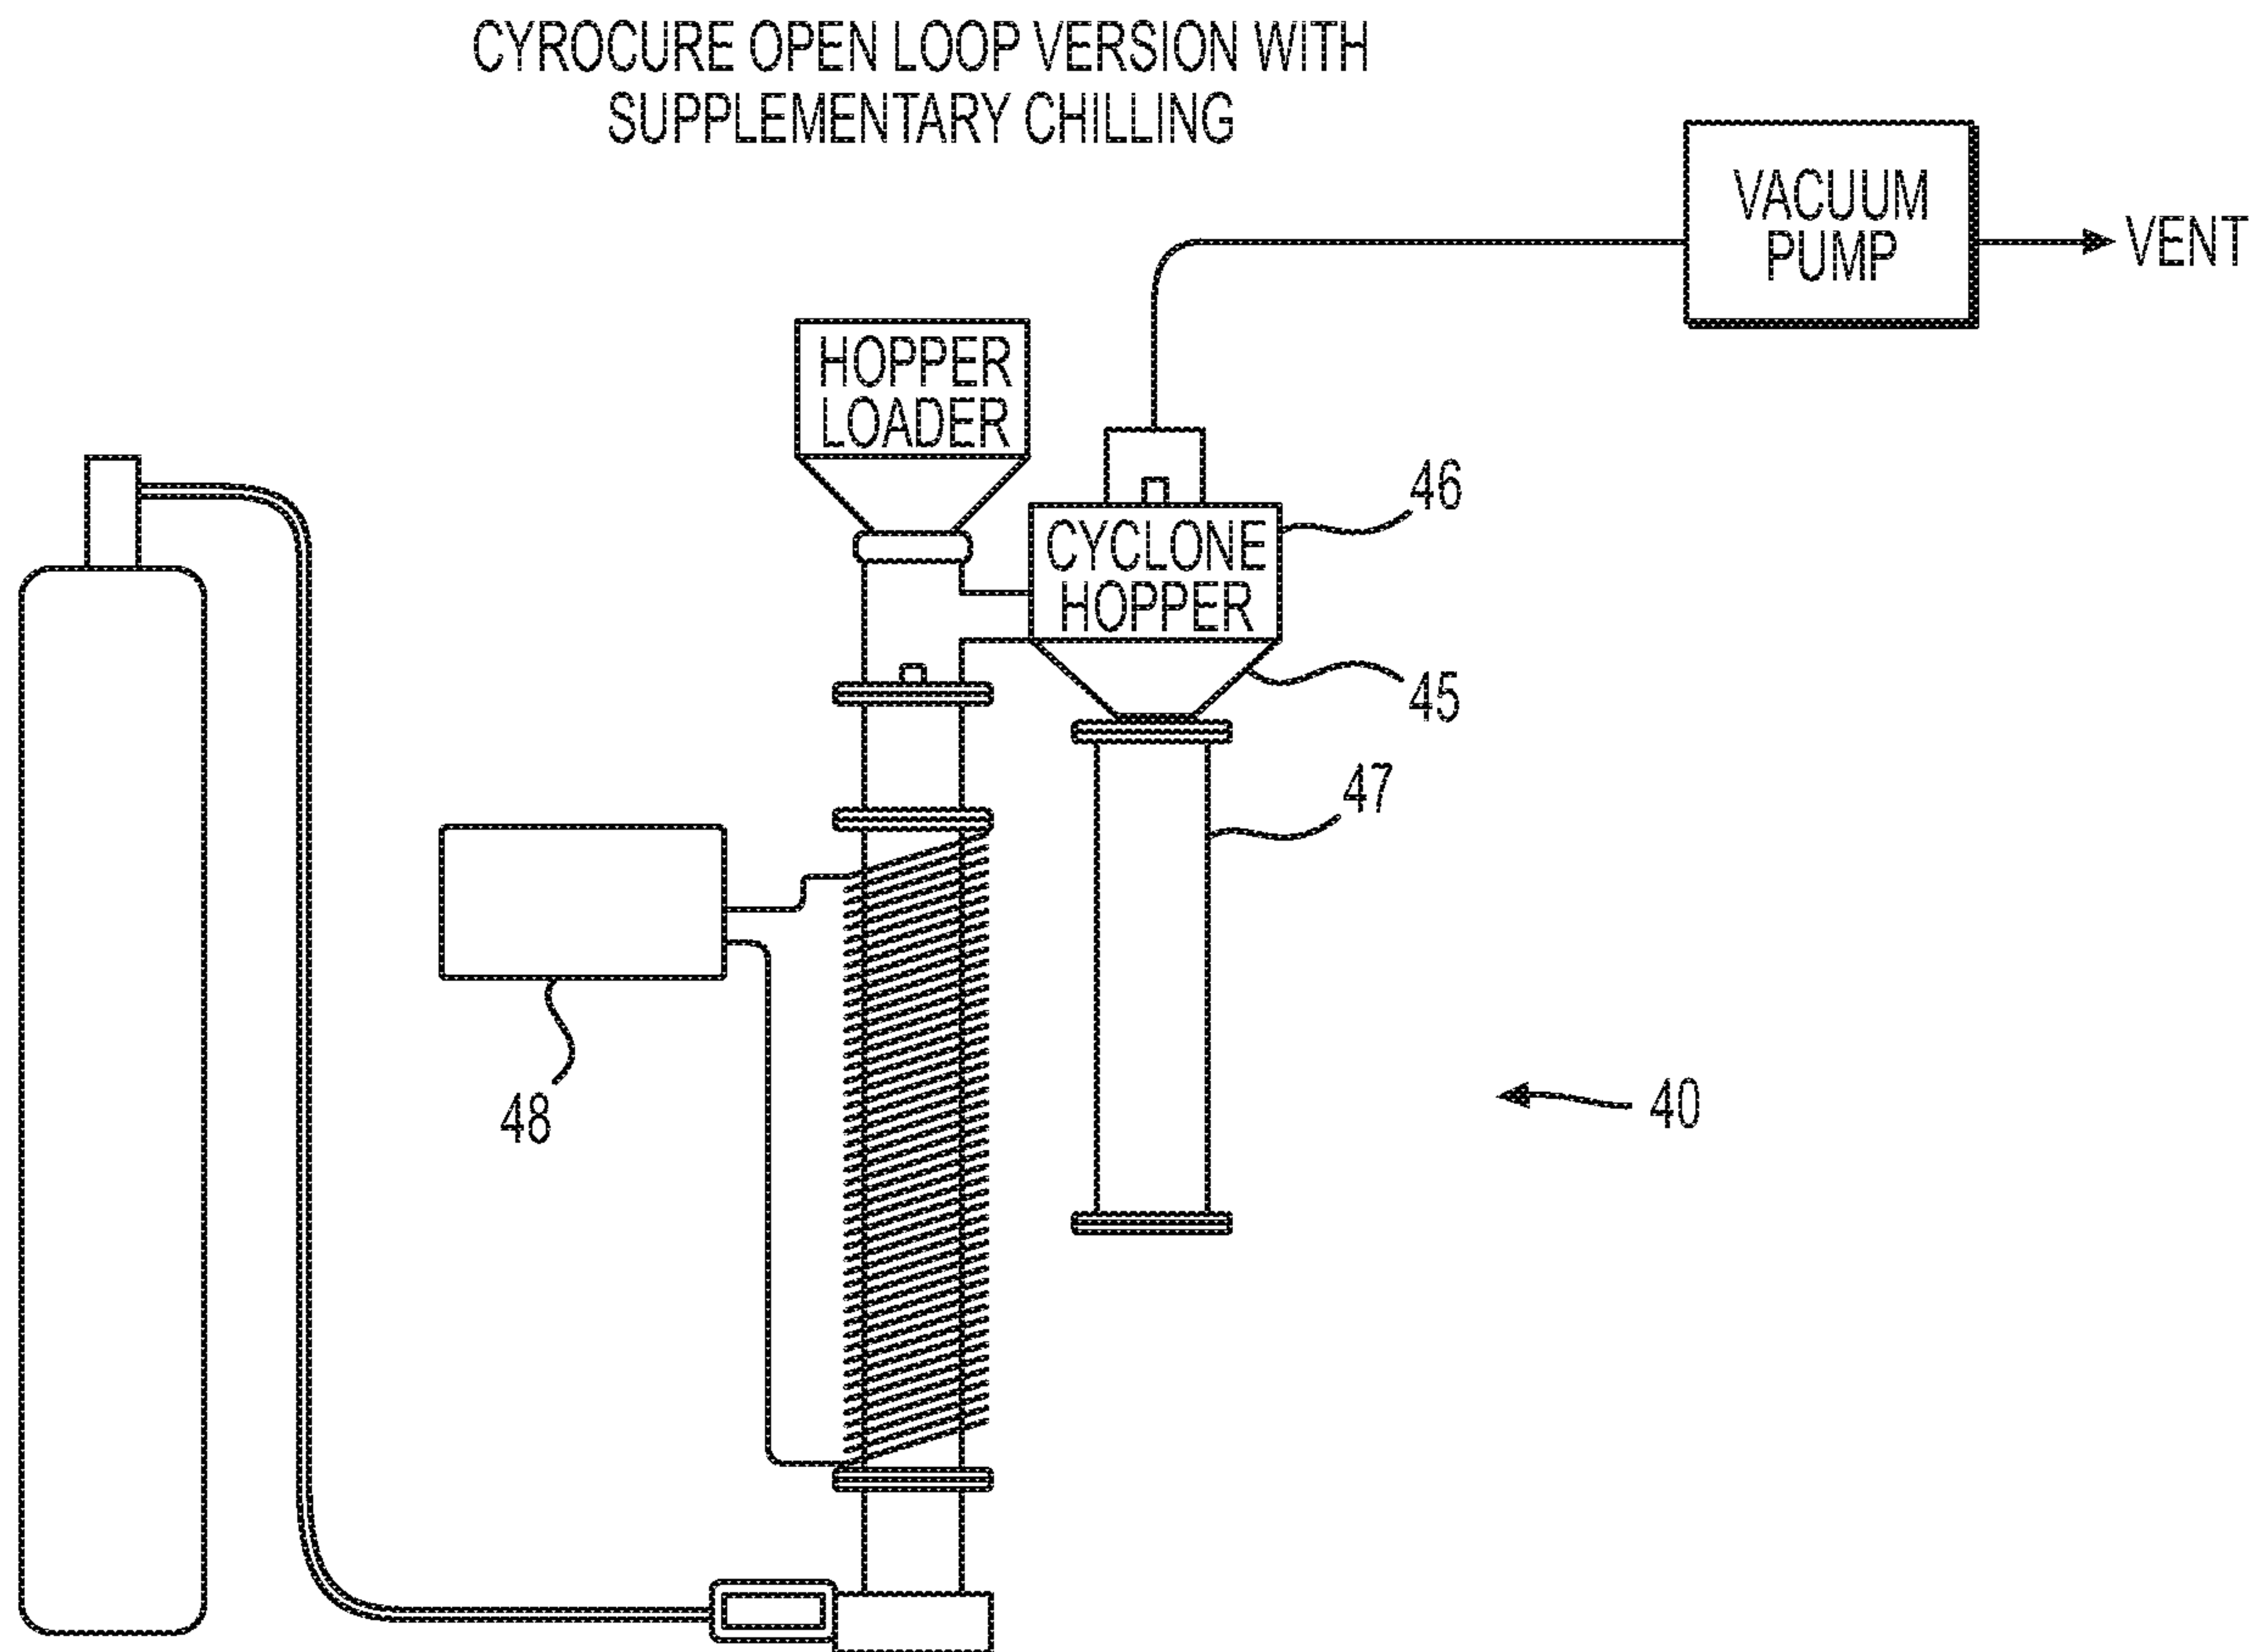 CYROCURE OPEN LOOP VERSION WITH
SUPPLEMENTARY CHILLING
VACUUM
PUMP
VENT
HOPPER
LOADER
46
CYCLONE
HOPPER
45
47
48
40